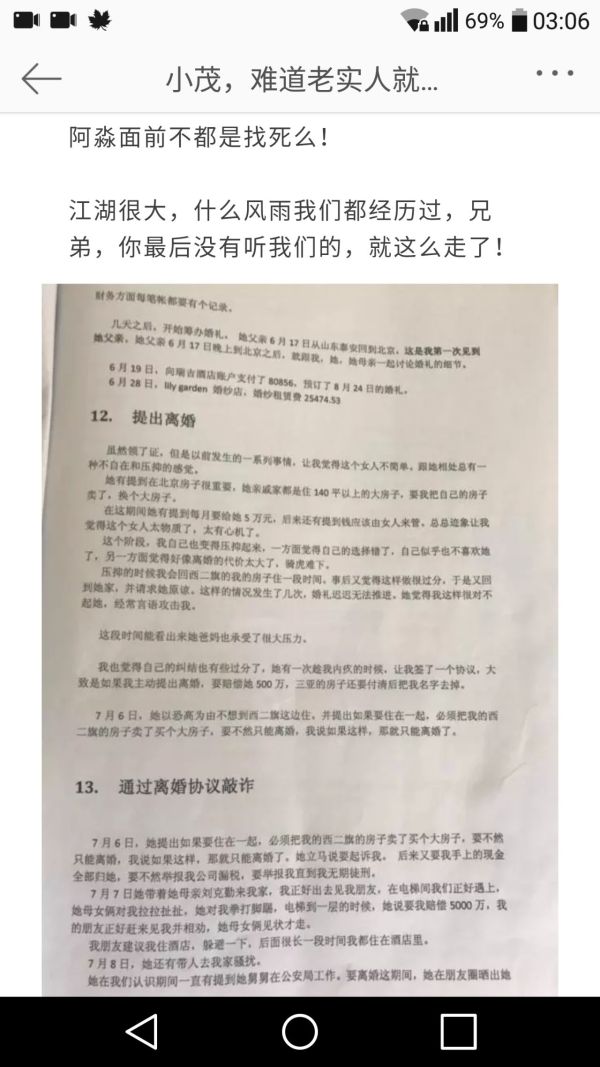 69% 03:06
小茂，难道老实人就...
阿淼面前不都是找死么！
江湖很大，什么风雨我们都经历过，兄
弟，你最后没有听我们的，就这么走了！
财务方面每笔帐都要有个记录。
几天之后，开始筹办婚礼。她父亲 6 月 17 日从山东泰安回到北京，这是我第一次见到
她父亲，她父亲 6 月 17 日晚上到北京之后，就跟我，她，她母亲一起讨论婚礼的细节。
6 月 19 日，向瑞吉酒店账户支付了 80856，预订了 8 月 24 日的婚礼。
6 月 28 日，lily garden 婚纱店，婚纱租赁费 25474.53
12. 提出离婚
虽然领了证，但是以前发生的一系列事情，让我觉得这个女人不简单。跟她相处总有一
种不自在和压抑的感觉。
她有提到在北京房子很重要，她亲戚家都是住 140 平以上的大房子，要我把自己的房子
卖了，换个大房子。
在这期间她有提到每月要给她 5 万元，后来还有提到钱应该由女人来管。总总迹象让我
觉得这个女人太物质了，太有心机了。
这个阶段，我自己也变得压抑起来，一方面觉得自己的选择错了，自己似乎也不喜欢她
了，另一方面觉得好像离婚的代价太大了，骑虎难下。
压抑的时候我会回西二旗的我的房子住一段时间。事后又觉得这样做很过分，于是又回
到她家，并请求她原谅。这样的情况发生了几次，婚礼迟迟无法推进。她觉得我这样很对不
起她，经常言语攻击我。
这段时间能看出来她爸妈也承受了很大压力。
我也觉得自己的纠结也有些过分了，她有一次趁我内疚的时候，让我签了一个协议，大
致是如果我主动提出离婚，要赔偿她 500 万，三亚的房子还要付清后把我名字去掉。
7 月 6 日，她以恐高为由不想到西二旗这边住，并提出如果要住在一起，必须把我的西
二旗的房子卖了买个大房子，要不然只能离婚，我说如果这样，那就只能离婚了。
13. 通过离婚协议敲诈
7 月 6 日，她提出如果要住在一起，必须把我的西二旗的房子卖了买个大房子，要不然
只能离婚，我说如果这样，那就只能离婚了。她立马说要起诉我。 后来又要我手上的现金
全部归她，要不然举报我公司漏税，要举报我直到我无期徒刑。
7 月 7 日她带着她母亲刘克勤来我家，我正好出去见我朋友，在电梯间我们正好遇上，
她母女俩对我拉拉扯扯，她对我拳打脚踢，电梯到一层的时候，她说要我赔偿 5000 万，我
的朋友正好赶来见我并相劝，她母女俩见状才走。
我朋友建议我住酒店，躲避一下，后面很长一段时间我都住在酒店里。
7 月 8 日，她还有带人去我家骚扰。
她在我们认识期间一直有提到她舅舅在公安局工作。要离婚这期间，她在朋友圈晒出她